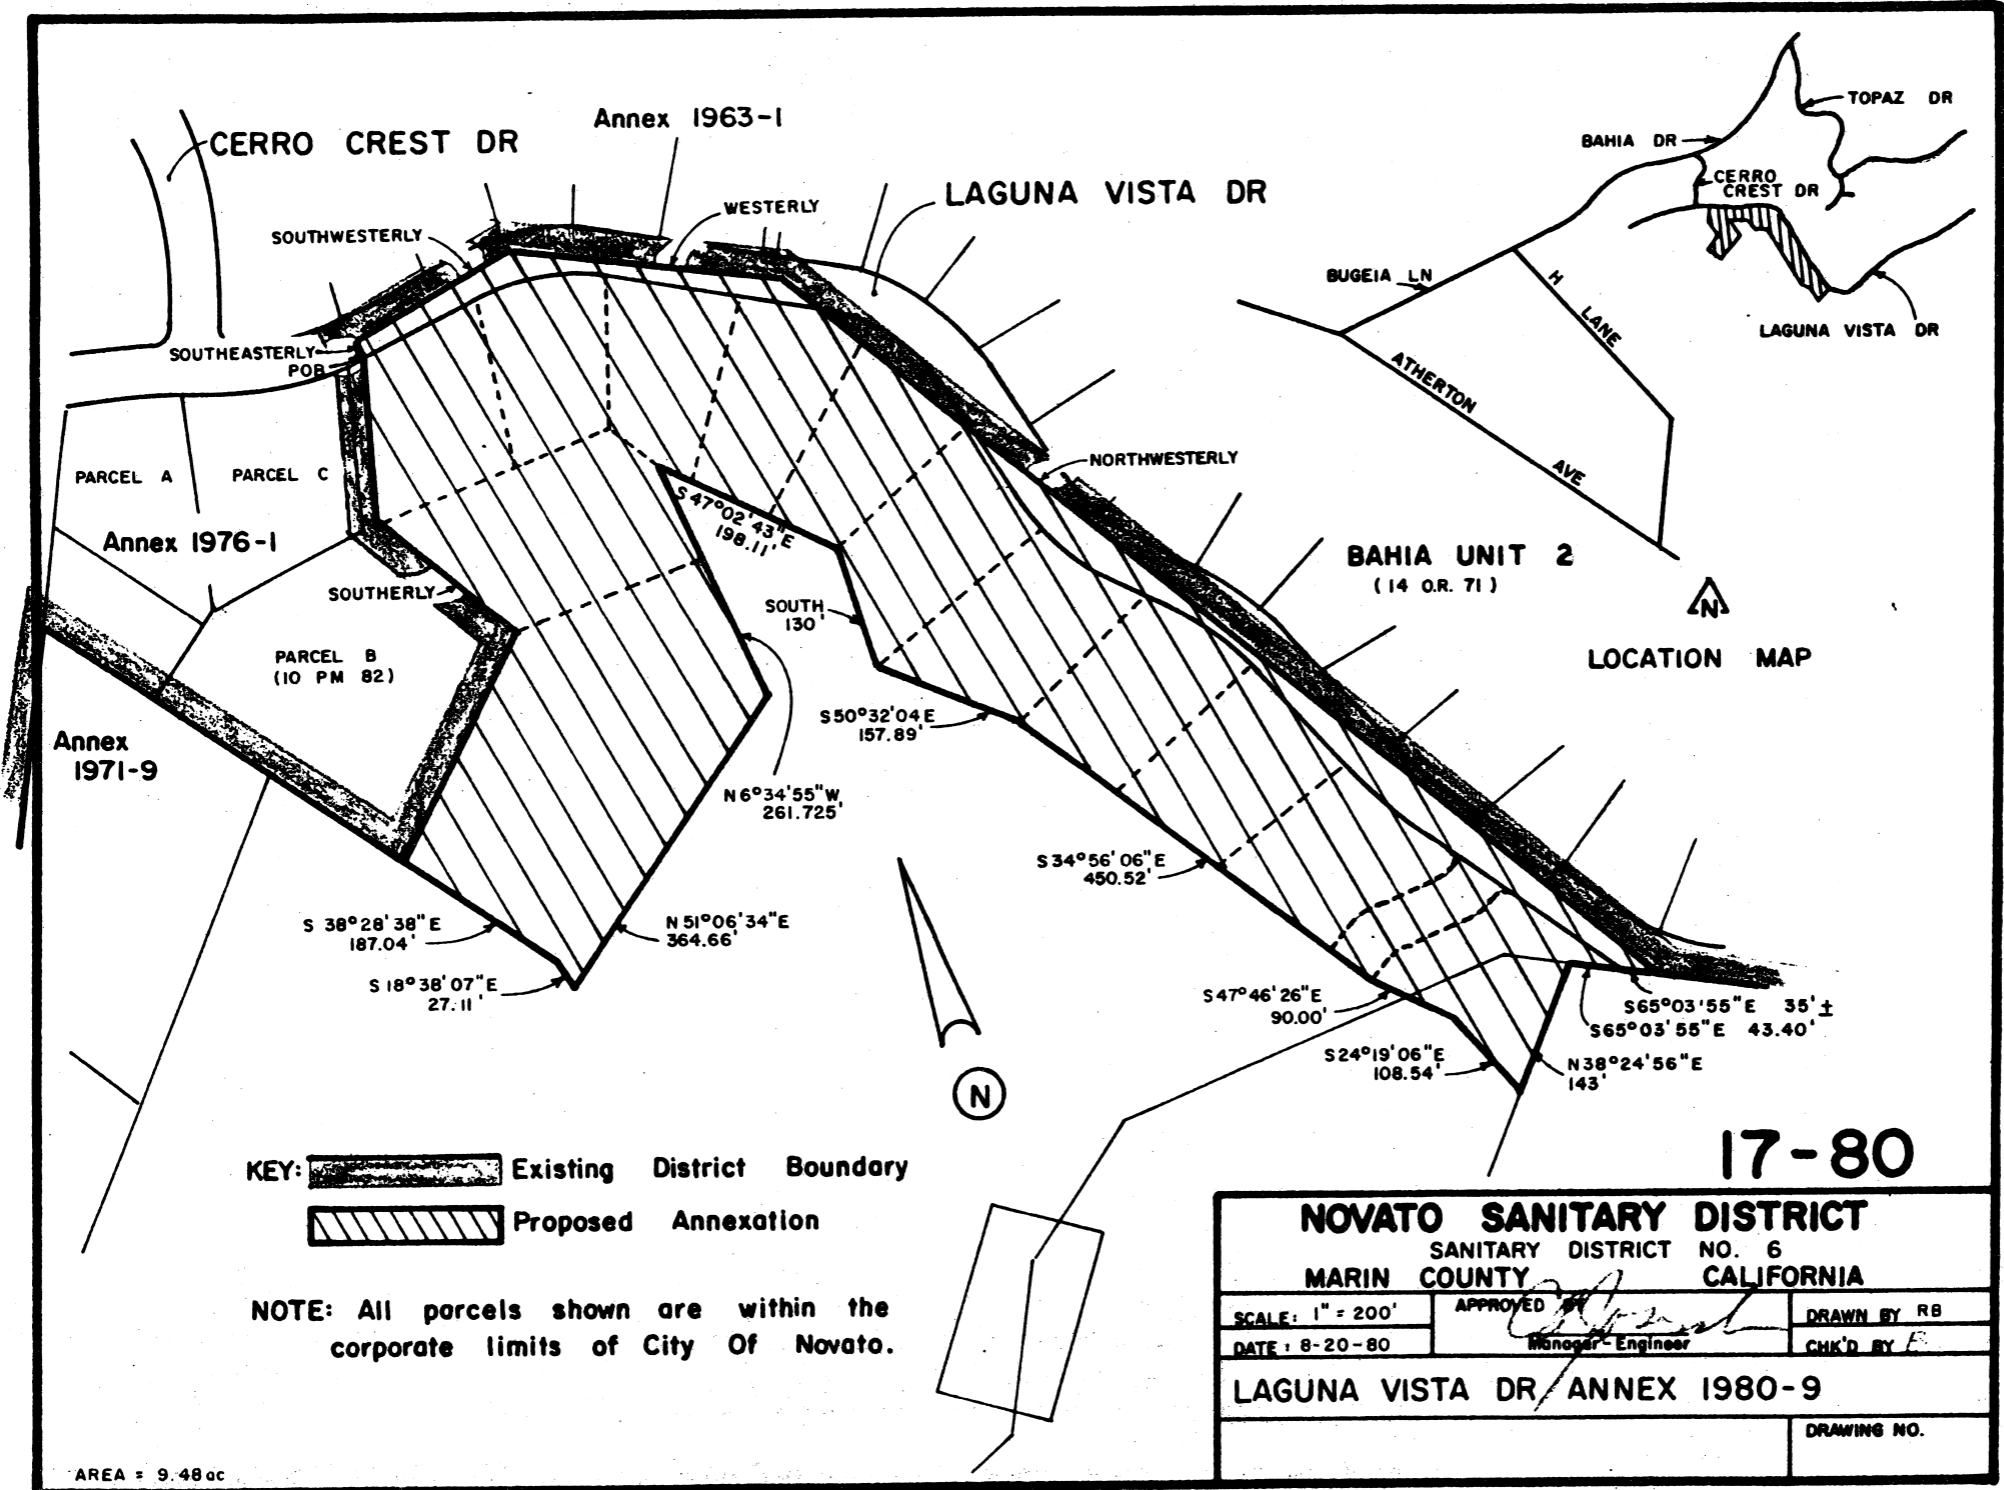 CERRO CREST DR
Annex 1963-1
LAGUNA VISTA DR
WESTERLY
SOUTHWESTERLY
SOUTHEASTERLY
POB
PARCEL A
PARCEL C
Annex 1976-1
SOUTHERLY
PARCEL B
(10 PM 82)
Annex
1971-9
S 47°02'43"E
198.11'
SOUTH
130'
NORTHWESTERLY
S50°32'04E
157.89'
N6°34'55"W
261.725'
S34°56'06"E
450.52'
S 38°28'38"E
187.04'
N51°06'34"E
364.66'
S18°38'07"E
27.11'
S47°46'26"E
90.00'
S24°19'06"E
108.54'
S65°03'55"E 35'±
S65°03'55"E 43.40'
N38°24'56"E
143'
N
BAHIA UNIT 2
(14 O.R. 71)
TOPAZ DR
BAHIA DR
CERRO
CREST DR
BUGEIA LN
H LANE
LAGUNA VISTA DR
ATHERTON AVE
N
LOCATION MAP
KEY: Existing District Boundary
Proposed Annexation
NOTE: All parcels shown are within the
corporate limits of City Of Novato.
AREA = 9.48 ac
17-80
NOVATO SANITARY DISTRICT
SANITARY DISTRICT NO. 6
MARIN COUNTY CALIFORNIA
SCALE: 1" = 200'
APPROVED BY
DRAWN BY RB
DATE: 8-20-80
Manager-Engineer
CHK'D BY
LAGUNA VISTA DR ANNEX 1980-9
DRAWING NO.